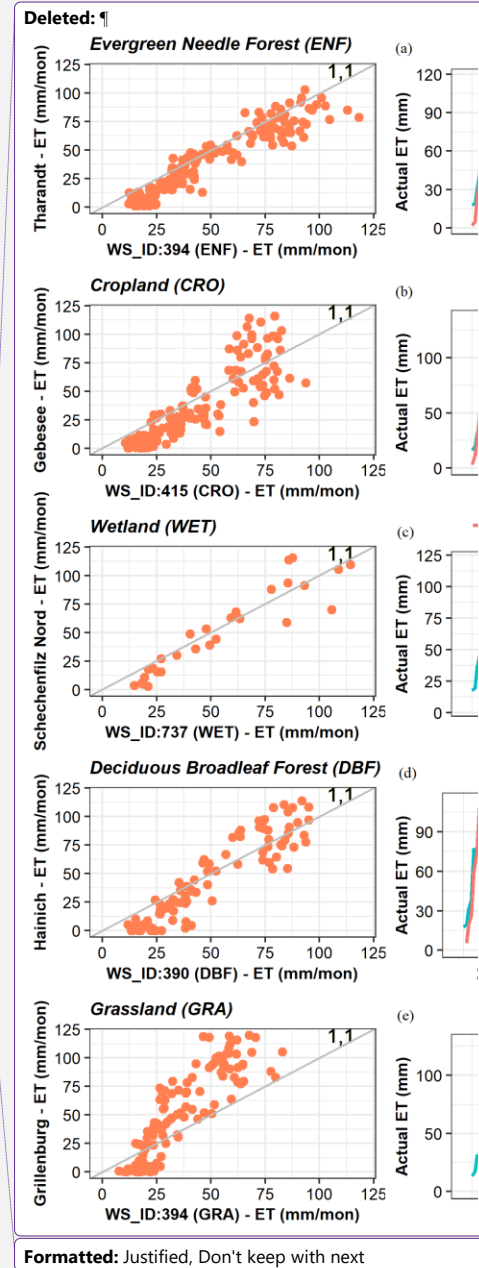 Deleted: ¶
Evergreen Needle Forest (ENF)
(a)
1,1
Tharandt - ET (mm/mon)
125
100
75
50
25
0
0 25 50 75 100 125
WS_ID:394 (ENF) - ET (mm/mon)
Actual ET (mm)
120
90
60
30
0
Cropland (CRO)
(b)
1,1
Gebesee - ET (mm/mon)
125
100
75
50
25
0
0 25 50 75 100 125
WS_ID:415 (CRO) - ET (mm/mon)
Actual ET (mm)
100
50
0
Wetland (WET)
(c)
1,1
Schechenfilz Nord - ET (mm/mon)
125
100
75
50
25
0
0 25 50 75 100 125
WS_ID:737 (WET) - ET (mm/mon)
Actual ET (mm)
125
100
75
50
25
0
Deciduous Broadleaf Forest (DBF)
(d)
1,1
Hainich - ET (mm/mon)
125
100
75
50
25
0
0 25 50 75 100 125
WS_ID:390 (DBF) - ET (mm/mon)
Actual ET (mm)
90
60
30
0
Grassland (GRA)
(e)
1,1
Grillenburg - ET (mm/mon)
125
100
75
50
25
0
0 25 50 75 100 125
WS_ID:394 (GRA) - ET (mm/mon)
Actual ET (mm)
100
50
0
Formatted: Justified, Don't keep with next